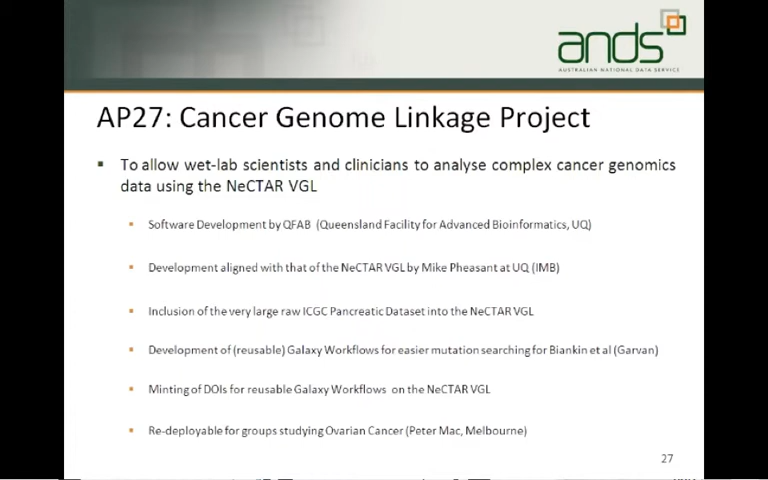 ands
AUSTRALIAN NATIONAL DATA SERVICE
AP27: Cancer Genome Linkage Project
To allow wet-lab scientists and clinicians to analyse complex cancer genomics
data using the NeCTAR VGL
Software Development by QFAB (Queensland Facility for Advanced Bioinformatics, UQ)
Development aligned with that of the NeCTAR VGL by Mike Pheasant at UQ (IMB)
Inclusion of the very large raw ICGC Pancreatic Dataset into the NeCTAR VGL
Development of (reusable) Galaxy Workflows for easier mutation searching for Biankin et al (Garvan)
Minting of DOIs for reusable Galaxy Workflows on the NeCTAR VGL
Re-deployable for groups studying Ovarian Cancer (Peter Mac, Melbourne)
27